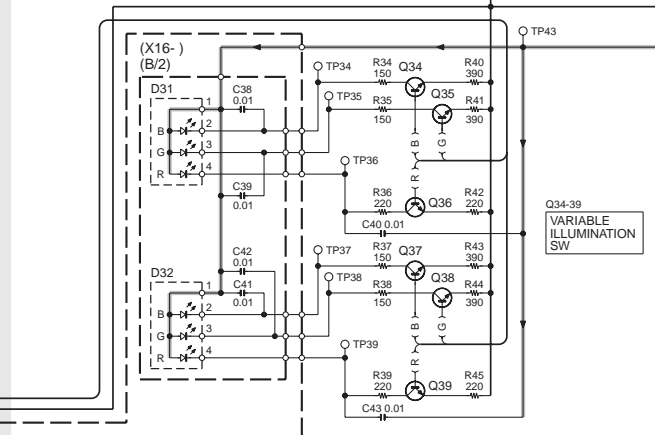 TP43
(X16- )
(B/2)
D31
1
C38
0.01
TP34
R34
150
Q34
R40
390
TP35
R35
150
Q35
R41
390
B
2
G
3
R
4
B
G
R
TP36
C39
0.01
R36
220
Q36
R42
220
C40 0.01
Q34-39
VARIABLE
ILLUMINATION
SW
C42
0.01
TP37
R37
150
Q37
R43
390
D32
1
C41
0.01
TP38
R38
150
Q38
R44
390
B
2
G
3
R
4
B
G
R
TP39
R39
220
Q39
R45
220
C43 0.01